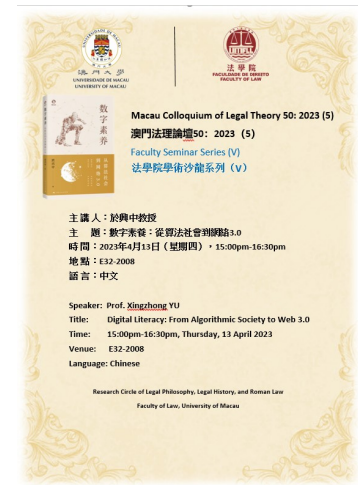 澳門大學
UNIVERSIDADE DE MACAU
UNIVERSITY OF MACAU
法學院
FACULDADE DE DIREITO
FACULTY OF LAW
数字素养
Macau Colloquium of Legal Theory 50: 2023 (5)
澳門法理論壇50：2023（5）
Faculty Seminar Series (V)
法學院學術沙龍系列（V）
主 講 人：於興中教授
主 題：數字素養：從算法社會到網絡3.0
時 間：2023年4月13日（星期四），15:00pm-16:30pm
地 點：E32-2008
語 言：中文
Speaker: Prof. Xingzhong YU
Title: Digital Literacy: From Algorithmic Society to Web 3.0
Time: 15:00pm-16:30pm, Thursday, 13 April 2023
Venue: E32-2008
Language: Chinese
Research Circle of Legal Philosophy, Legal History, and Roman Law
Faculty of Law, University of Macau